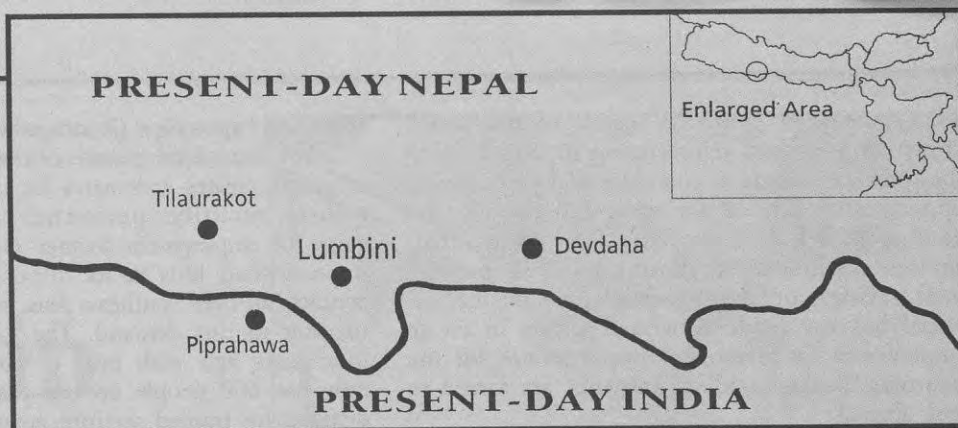 PRESENT-DAY NEPAL
Enlarged Area
Tilaurakot
Lumbini
Devdaha
Piprahawa
PRESENT-DAY INDIA